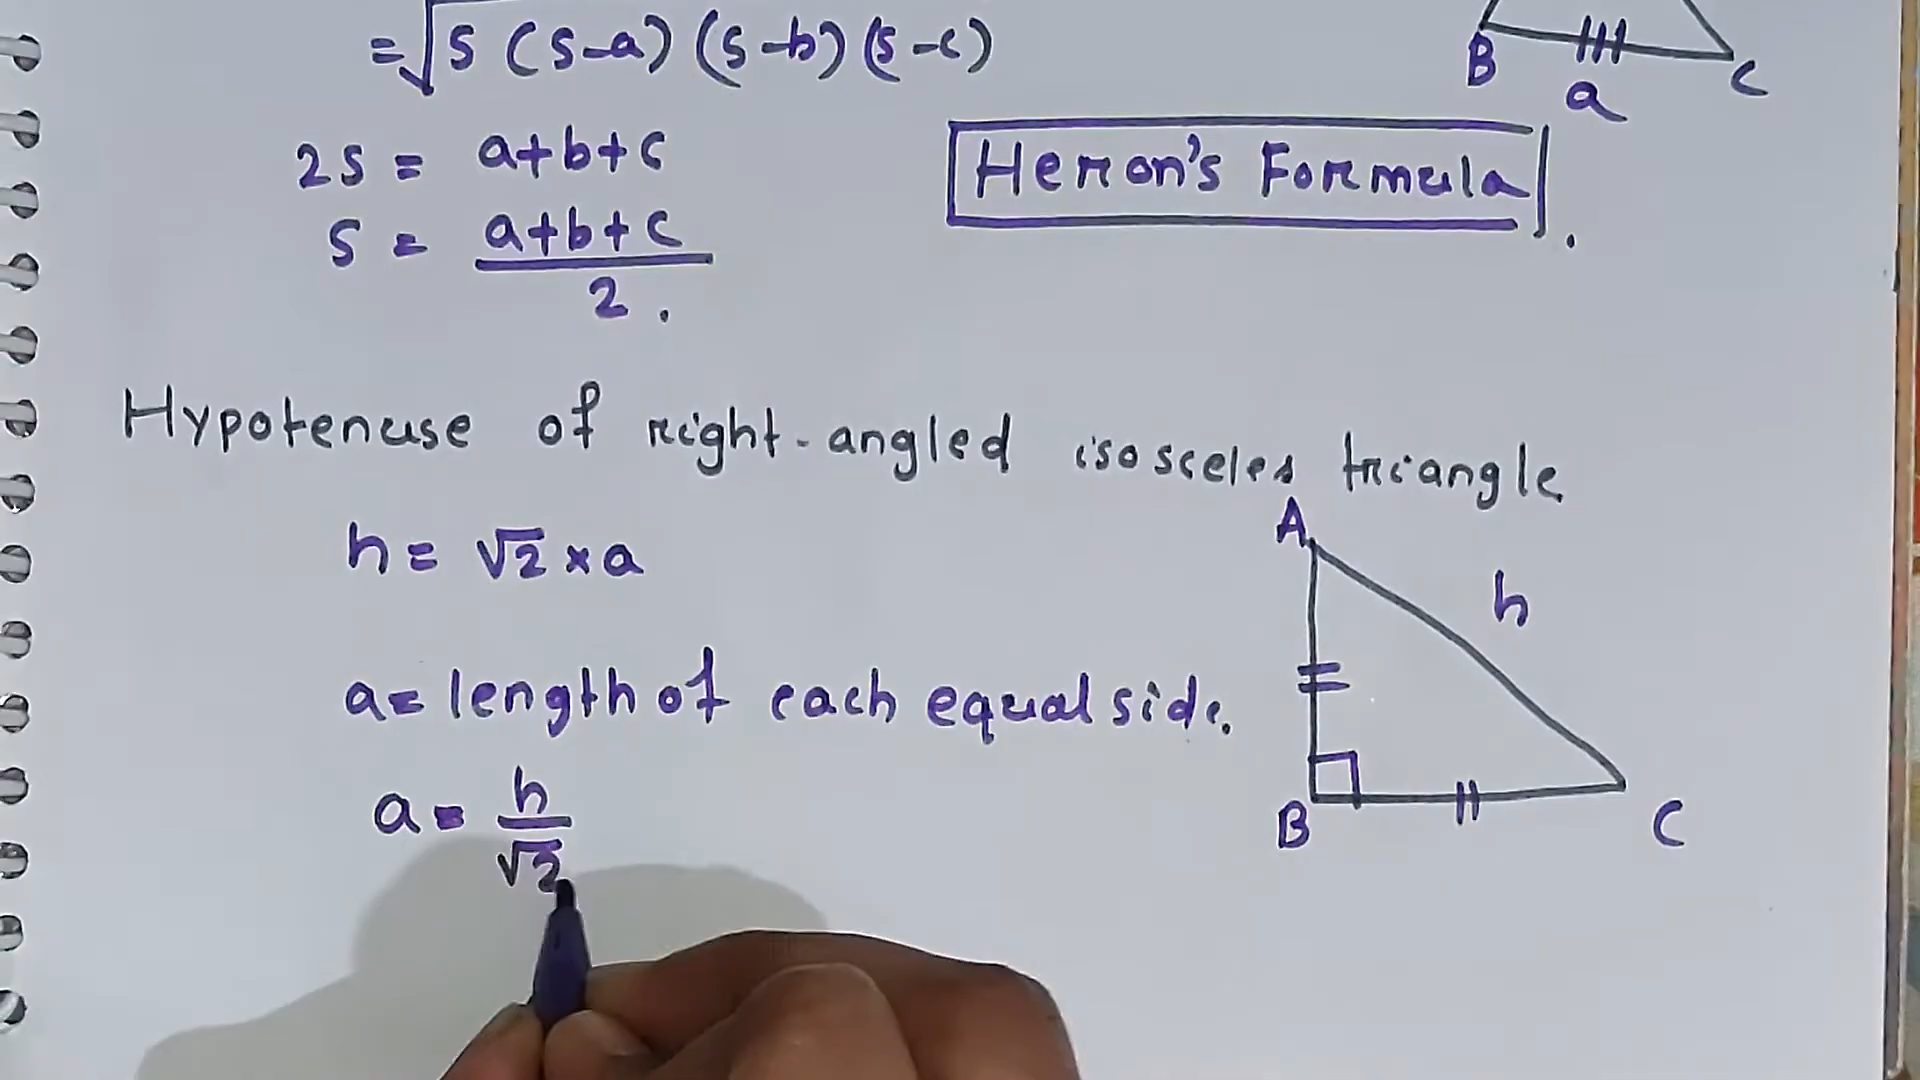 =√s (s-a) (s-b) (s-c)
B
a
C
2s = a+b+c
Heron's Formula.
s = a+b+c
2.
Hypotenuse of right-angled isosceles triangle
A
h = √2 × a
h
a = length of each equal side.
a = h
√2
B
C